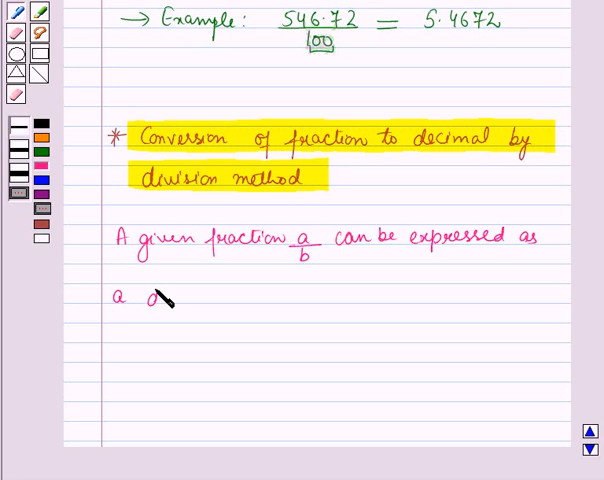 → Example: 546.72/100 = 5.4672
* Conversion of fraction to decimal by
division method
A given fraction a/b can be expressed as
a d